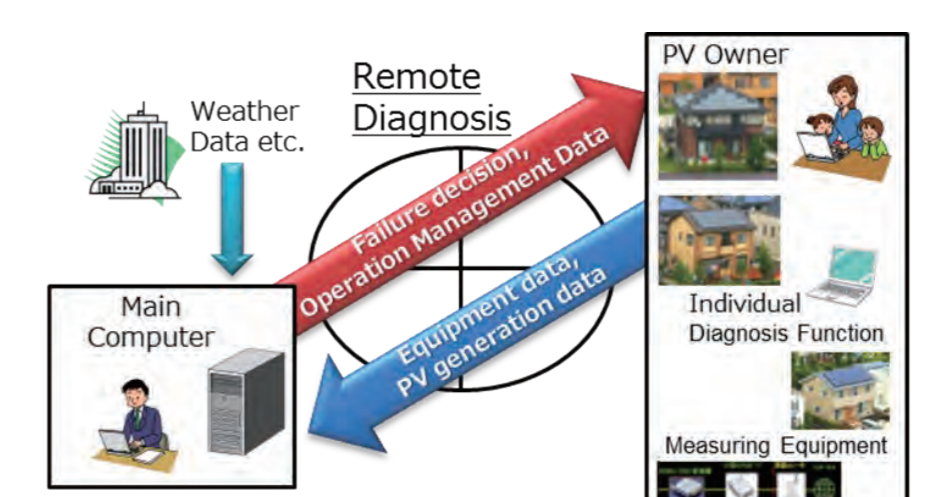 PV Owner
Remote
Diagnosis
Weather
Data etc.
Failure decision,
Operation Management Data
Equipment data,
PV generation data
Main
Computer
Individual
Diagnosis Function
Measuring Equipment